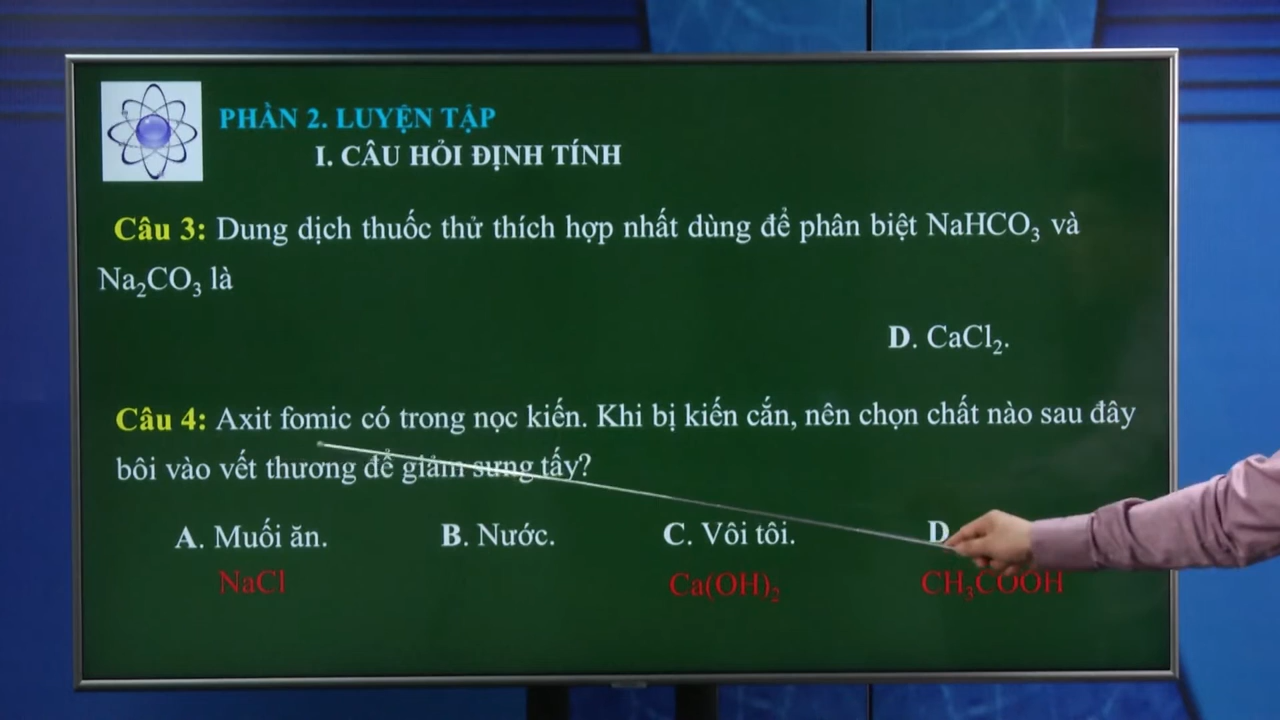 PHẦN 2. LUYỆN TẬP
I. CÂU HỎI ĐỊNH TÍNH
Câu 3: Dung dịch thuốc thử thích hợp nhất dùng để phân biệt NaHCO₃ và
Na₂CO₃ là
D. CaCl₂.
Câu 4: Axit fomic có trong nọc kiến. Khi bị kiến cắn, nên chọn chất nào sau đây
bôi vào vết thương để giảm sưng tấy?
A. Muối ăn. B. Nước. C. Vôi tôi. D
NaCl Ca(OH)₂ CH₃COOH